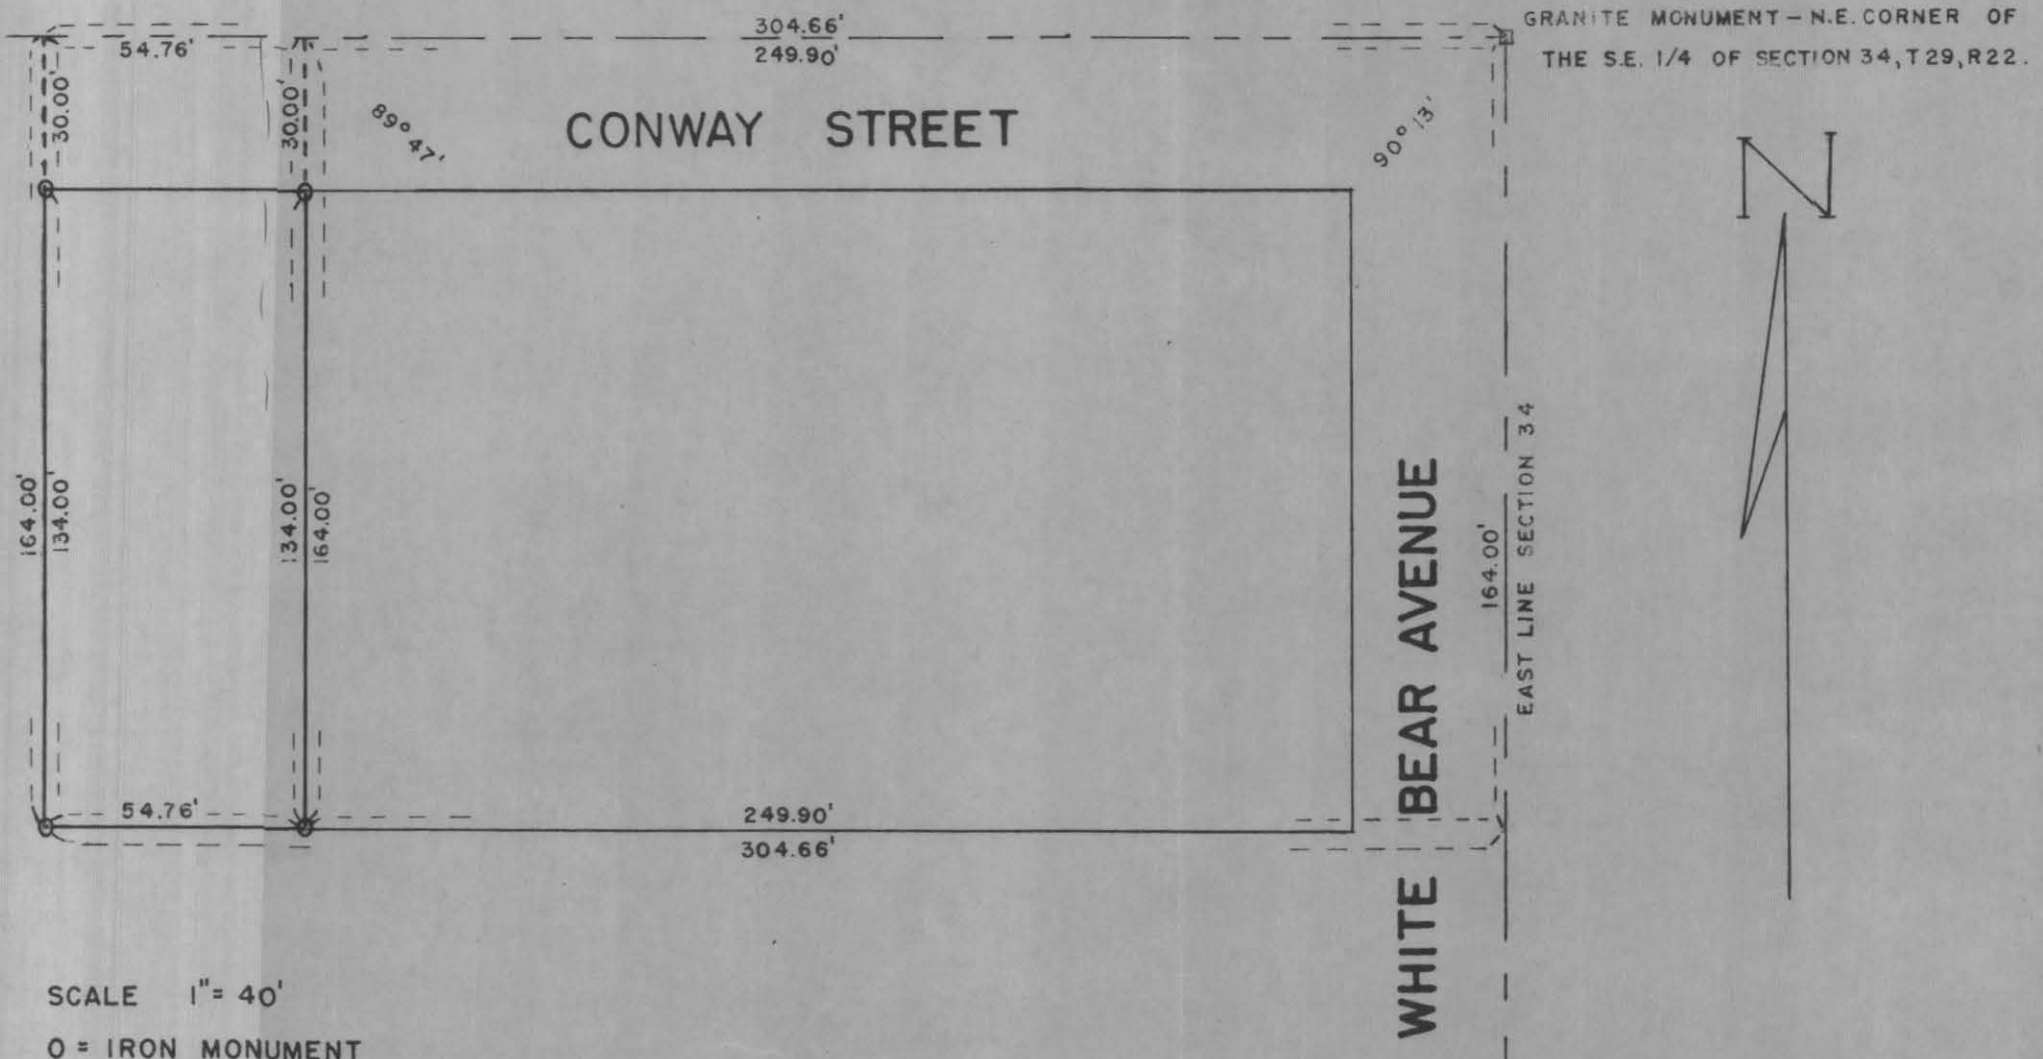 304.66'
54.76'
249.90'
GRANITE MONUMENT – N.E. CORNER OF
THE S.E. 1/4 OF SECTION 34, T 29, R 22.
30.00'
30.00'
89° 47'
CONWAY STREET
90° 13'
N
164.00'
134.00'
134.00'
164.00'
WHITE BEAR AVENUE
164.00'
EAST LINE SECTION 34
54.76'
249.90'
304.66'
SCALE 1" = 40'
O = IRON MONUMENT